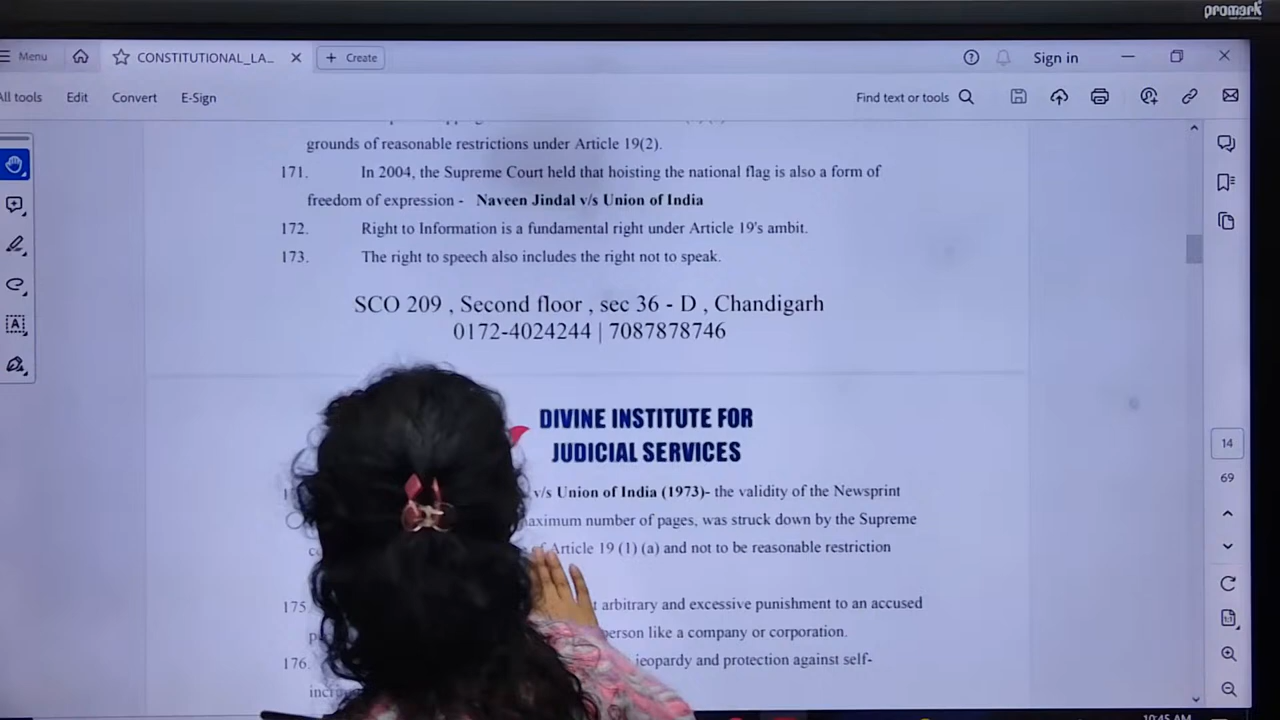 promark
Menu
CONSTITUTIONAL_LA...
Create
Sign in
All tools
Edit
Convert
E-Sign
Find text or tools
grounds of reasonable restrictions under Article 19(2).
171. In 2004, the Supreme Court held that hoisting the national flag is also a form of
freedom of expression - Naveen Jindal v/s Union of India
172. Right to Information is a fundamental right under Article 19's ambit.
173. The right to speech also includes the right not to speak.
SCO 209 , Second floor , sec 36 - D , Chandigarh
0172-4024244 | 7087878746
DIVINE INSTITUTE FOR
JUDICIAL SERVICES
v/s Union of India (1973)- the validity of the Newsprint
number of pages, was struck down by the Supreme
of Article 19 (1) (a) and not to be reasonable restriction
175. arbitrary and excessive punishment to an accused
like a company or corporation.
176. jeopardy and protection against self-
14
69
10:45 AM